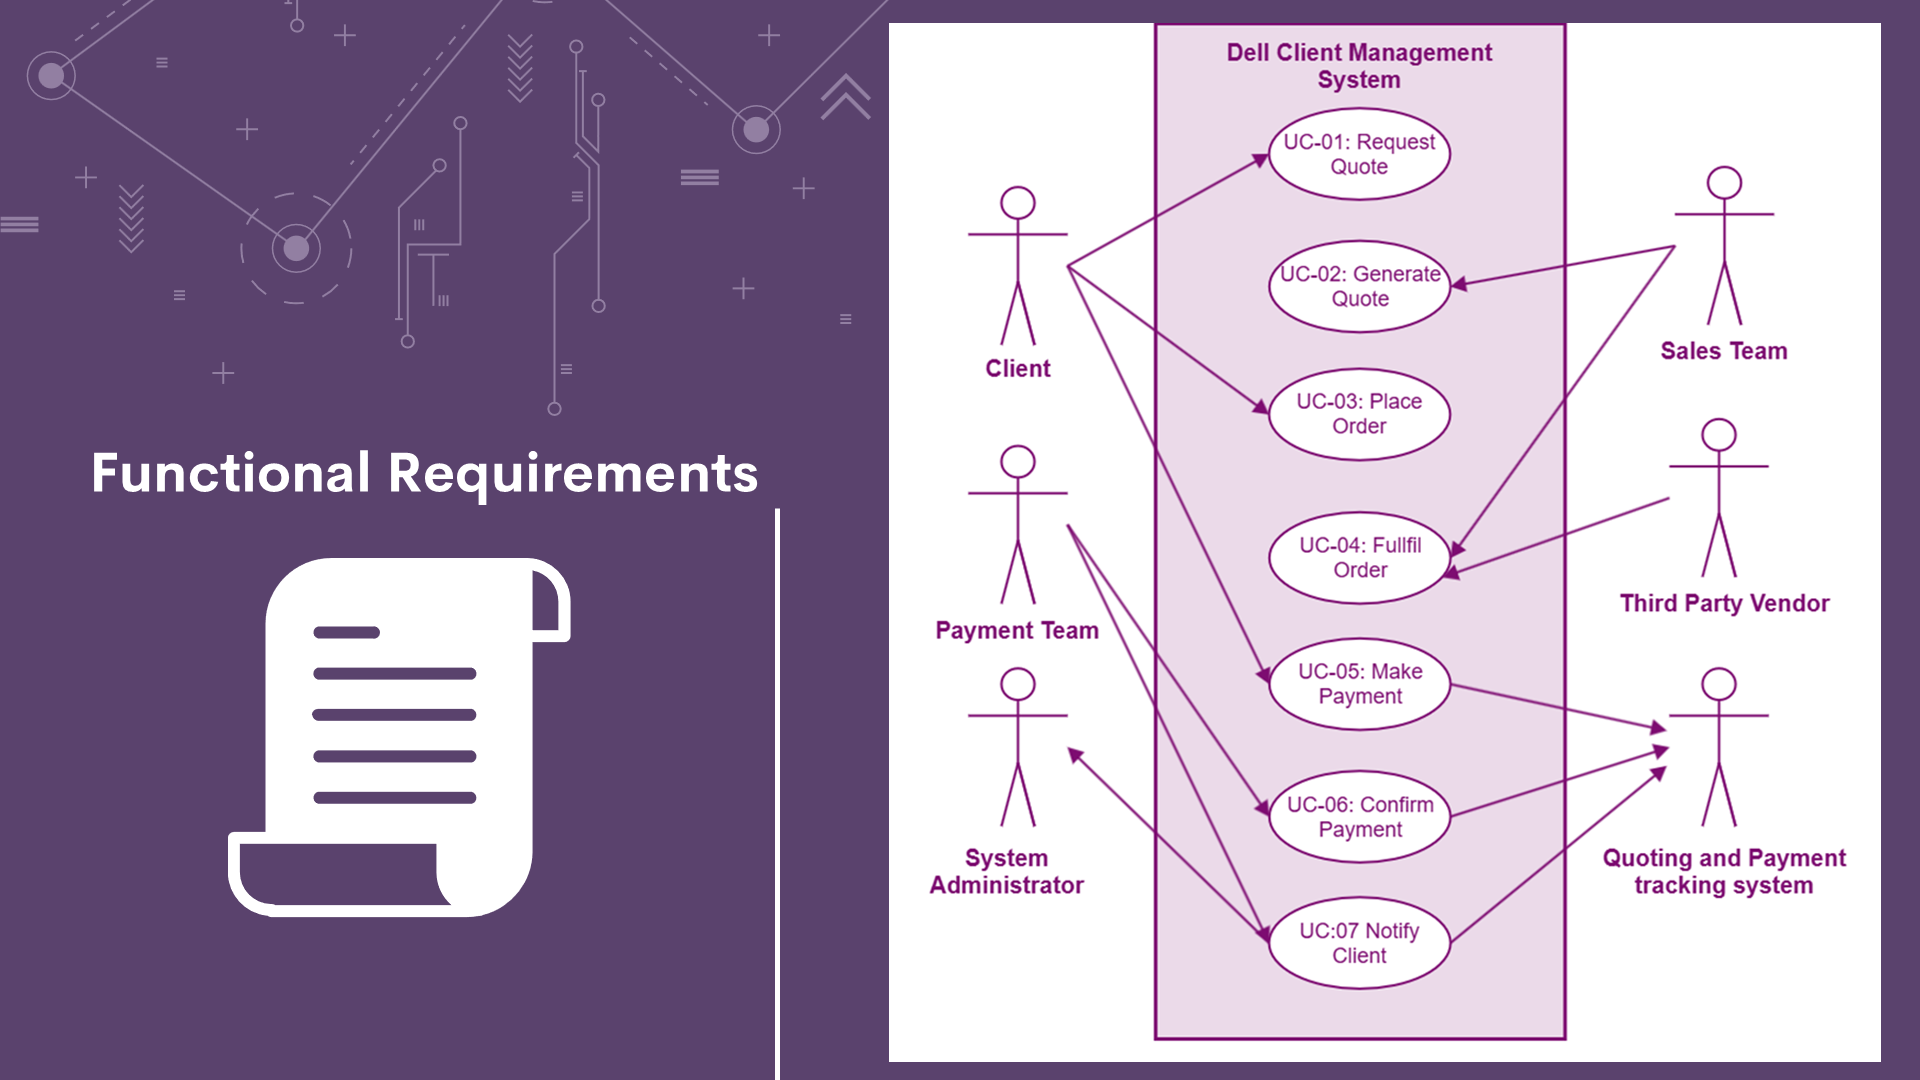 Functional Requirements
Dell Client Management
System
UC-01: Request
Quote
UC-02: Generate
Quote
UC-03: Place
Order
UC-04: Fullfil
Order
UC-05: Make
Payment
UC-06: Confirm
Payment
UC:07 Notify
Client
Client
Payment Team
System
Administrator
Sales Team
Third Party Vendor
Quoting and Payment
tracking system